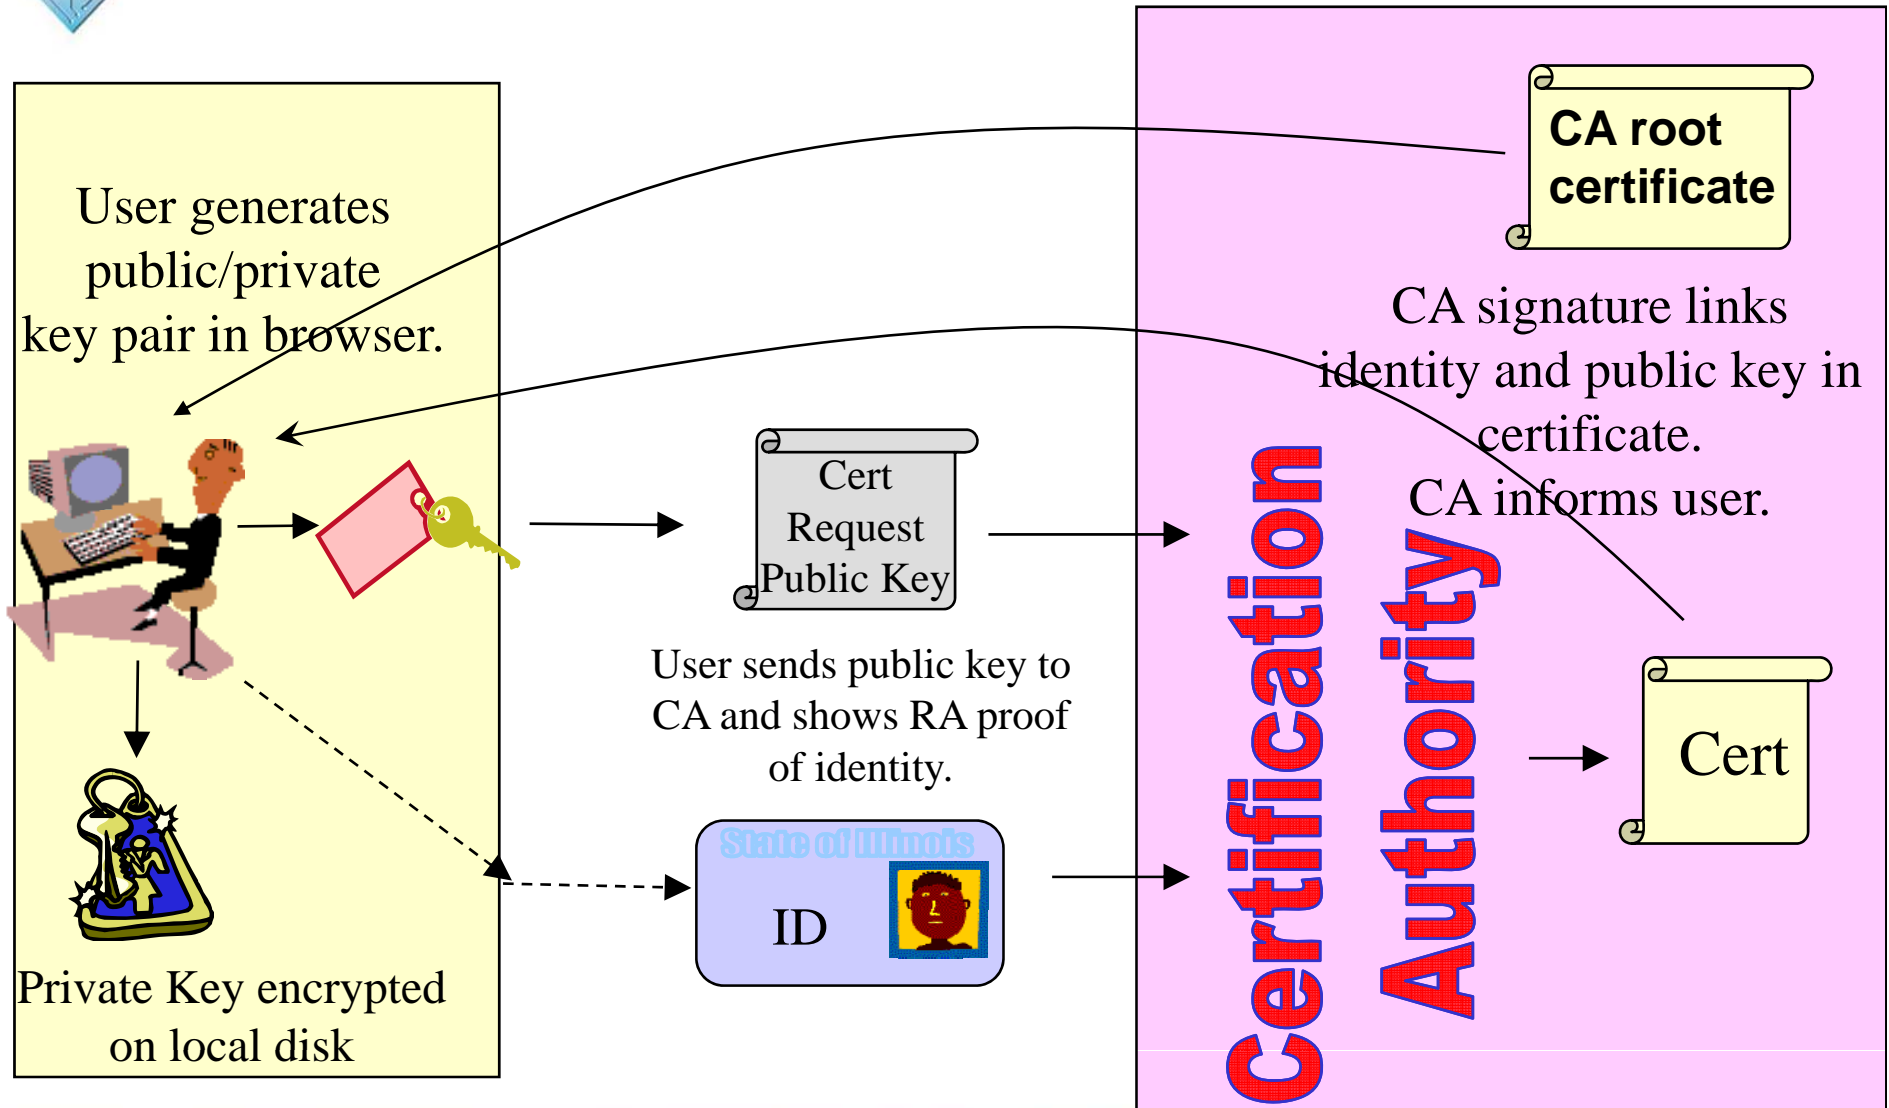 User generates
public/private
key pair in browser.
Private Key encrypted
on local disk
Cert
Request
Public Key
User sends public key to
CA and shows RA proof
of identity.
State of Illinois
ID
Certification
Authority
CA root
certificate
CA signature links
identity and public key in
certificate.
CA informs user.
Cert